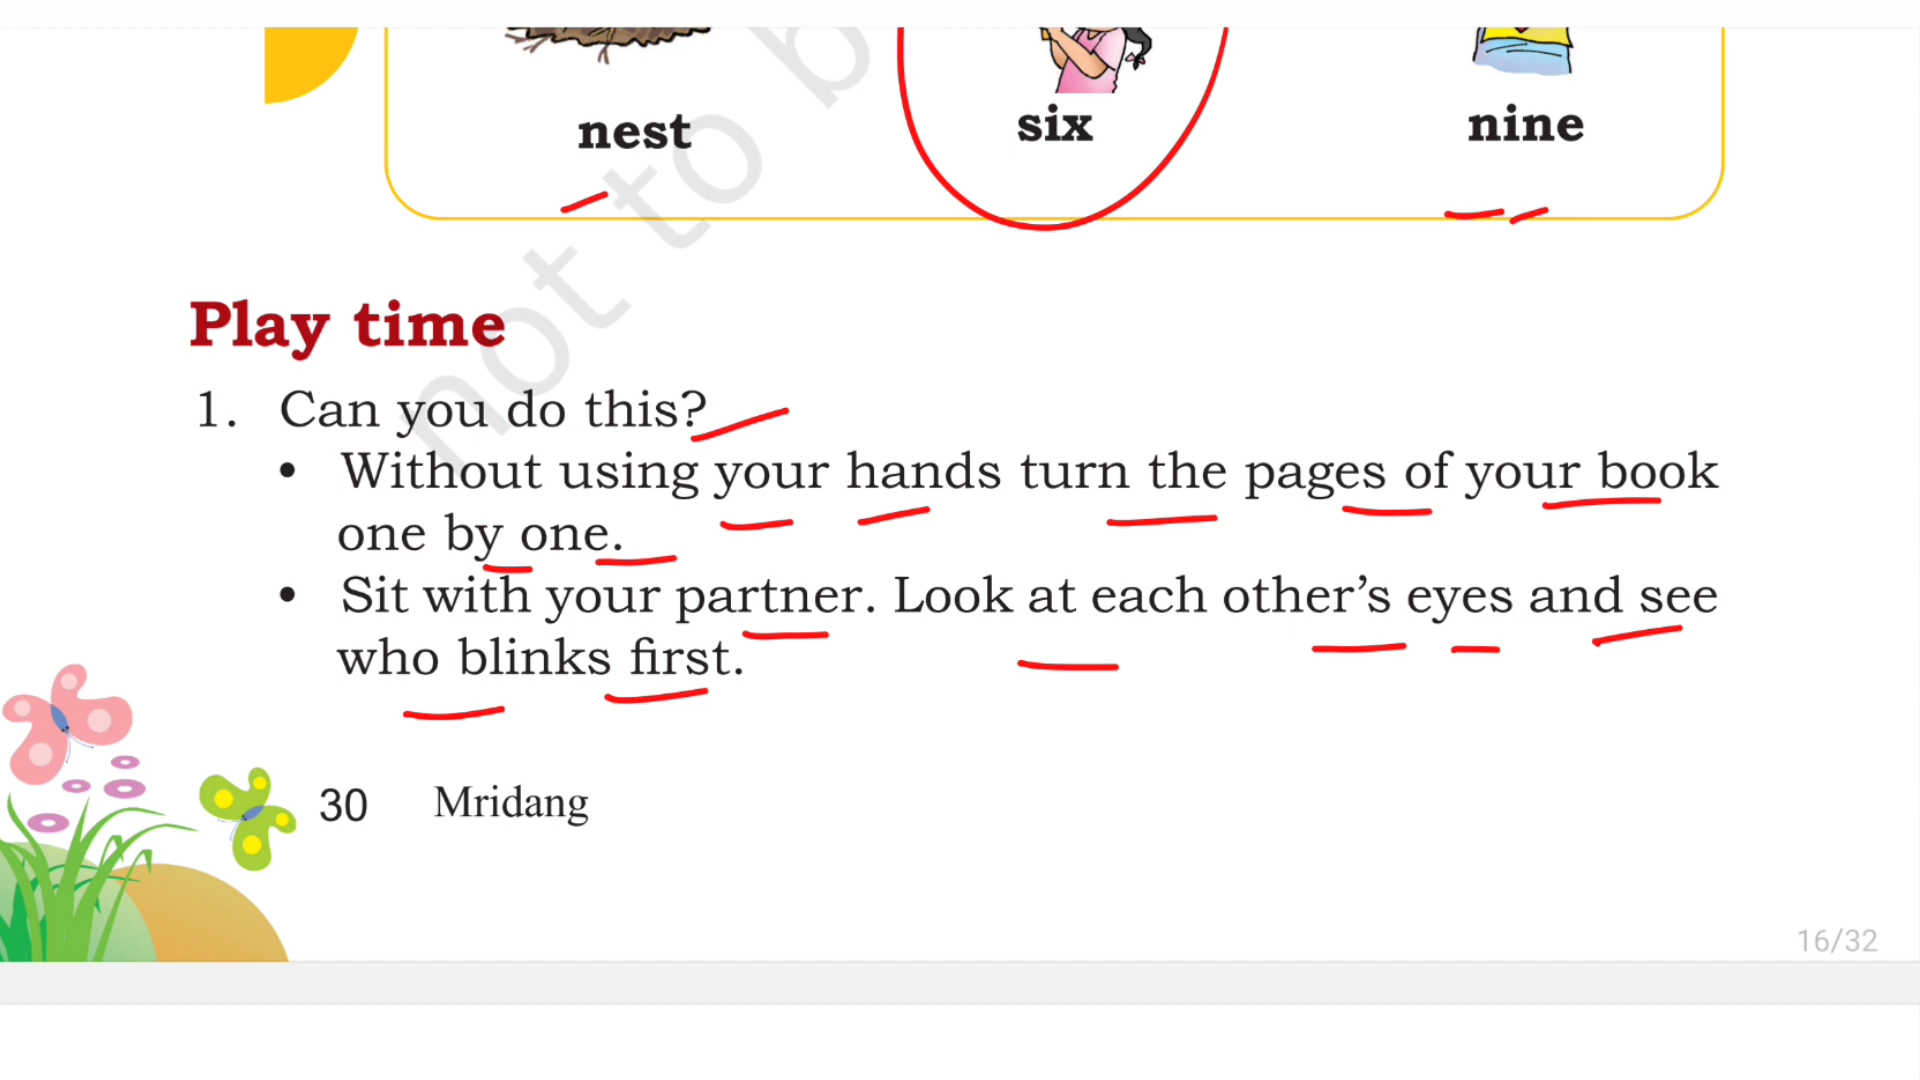 nest six nine
not to b
Play time
1. Can you do this?
• Without using your hands turn the pages of your book
one by one.
• Sit with your partner. Look at each other’s eyes and see
who blinks first.
30 Mridang
16/32